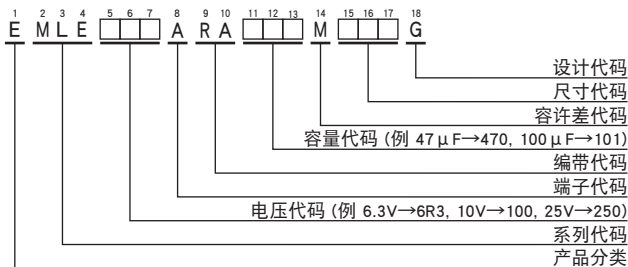 1 2 3 4 5 6 7 8 9 10 11 12 13 14 15 16 17 18
E M L E □□□ A R A □□□ M □□□ G
设计代码
尺寸代码
容许差代码
容量代码 (例 47μF→470, 100μF→101)
编带代码
端子代码
电压代码 (例 6.3V→6R3, 10V→100, 25V→250)
系列代码
产品分类